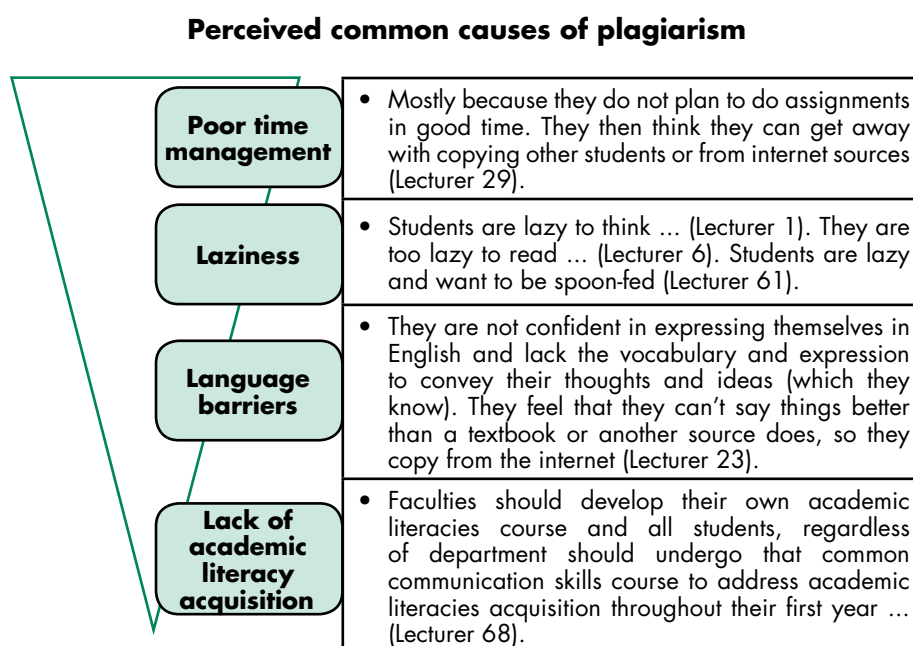 Perceived common causes of plagiarism
Poor time
management
• Mostly because they do not plan to do assignments
in good time. They then think they can get away
with copying other students or from internet sources
(Lecturer 29).
Laziness
• Students are lazy to think ... (Lecturer 1). They are
too lazy to read ... (Lecturer 6). Students are lazy
and want to be spoon-fed (Lecturer 61).
Language
barriers
• They are not confident in expressing themselves in
English and lack the vocabulary and expression
to convey their thoughts and ideas (which they
know). They feel that they can’t say things better
than a textbook or another source does, so they
copy from the internet (Lecturer 23).
Lack of
academic
literacy
acquisition
• Faculties should develop their own academic
literacies course and all students, regardless
of department should undergo that common
communication skills course to address academic
literacies acquisition throughout their first year ...
(Lecturer 68).